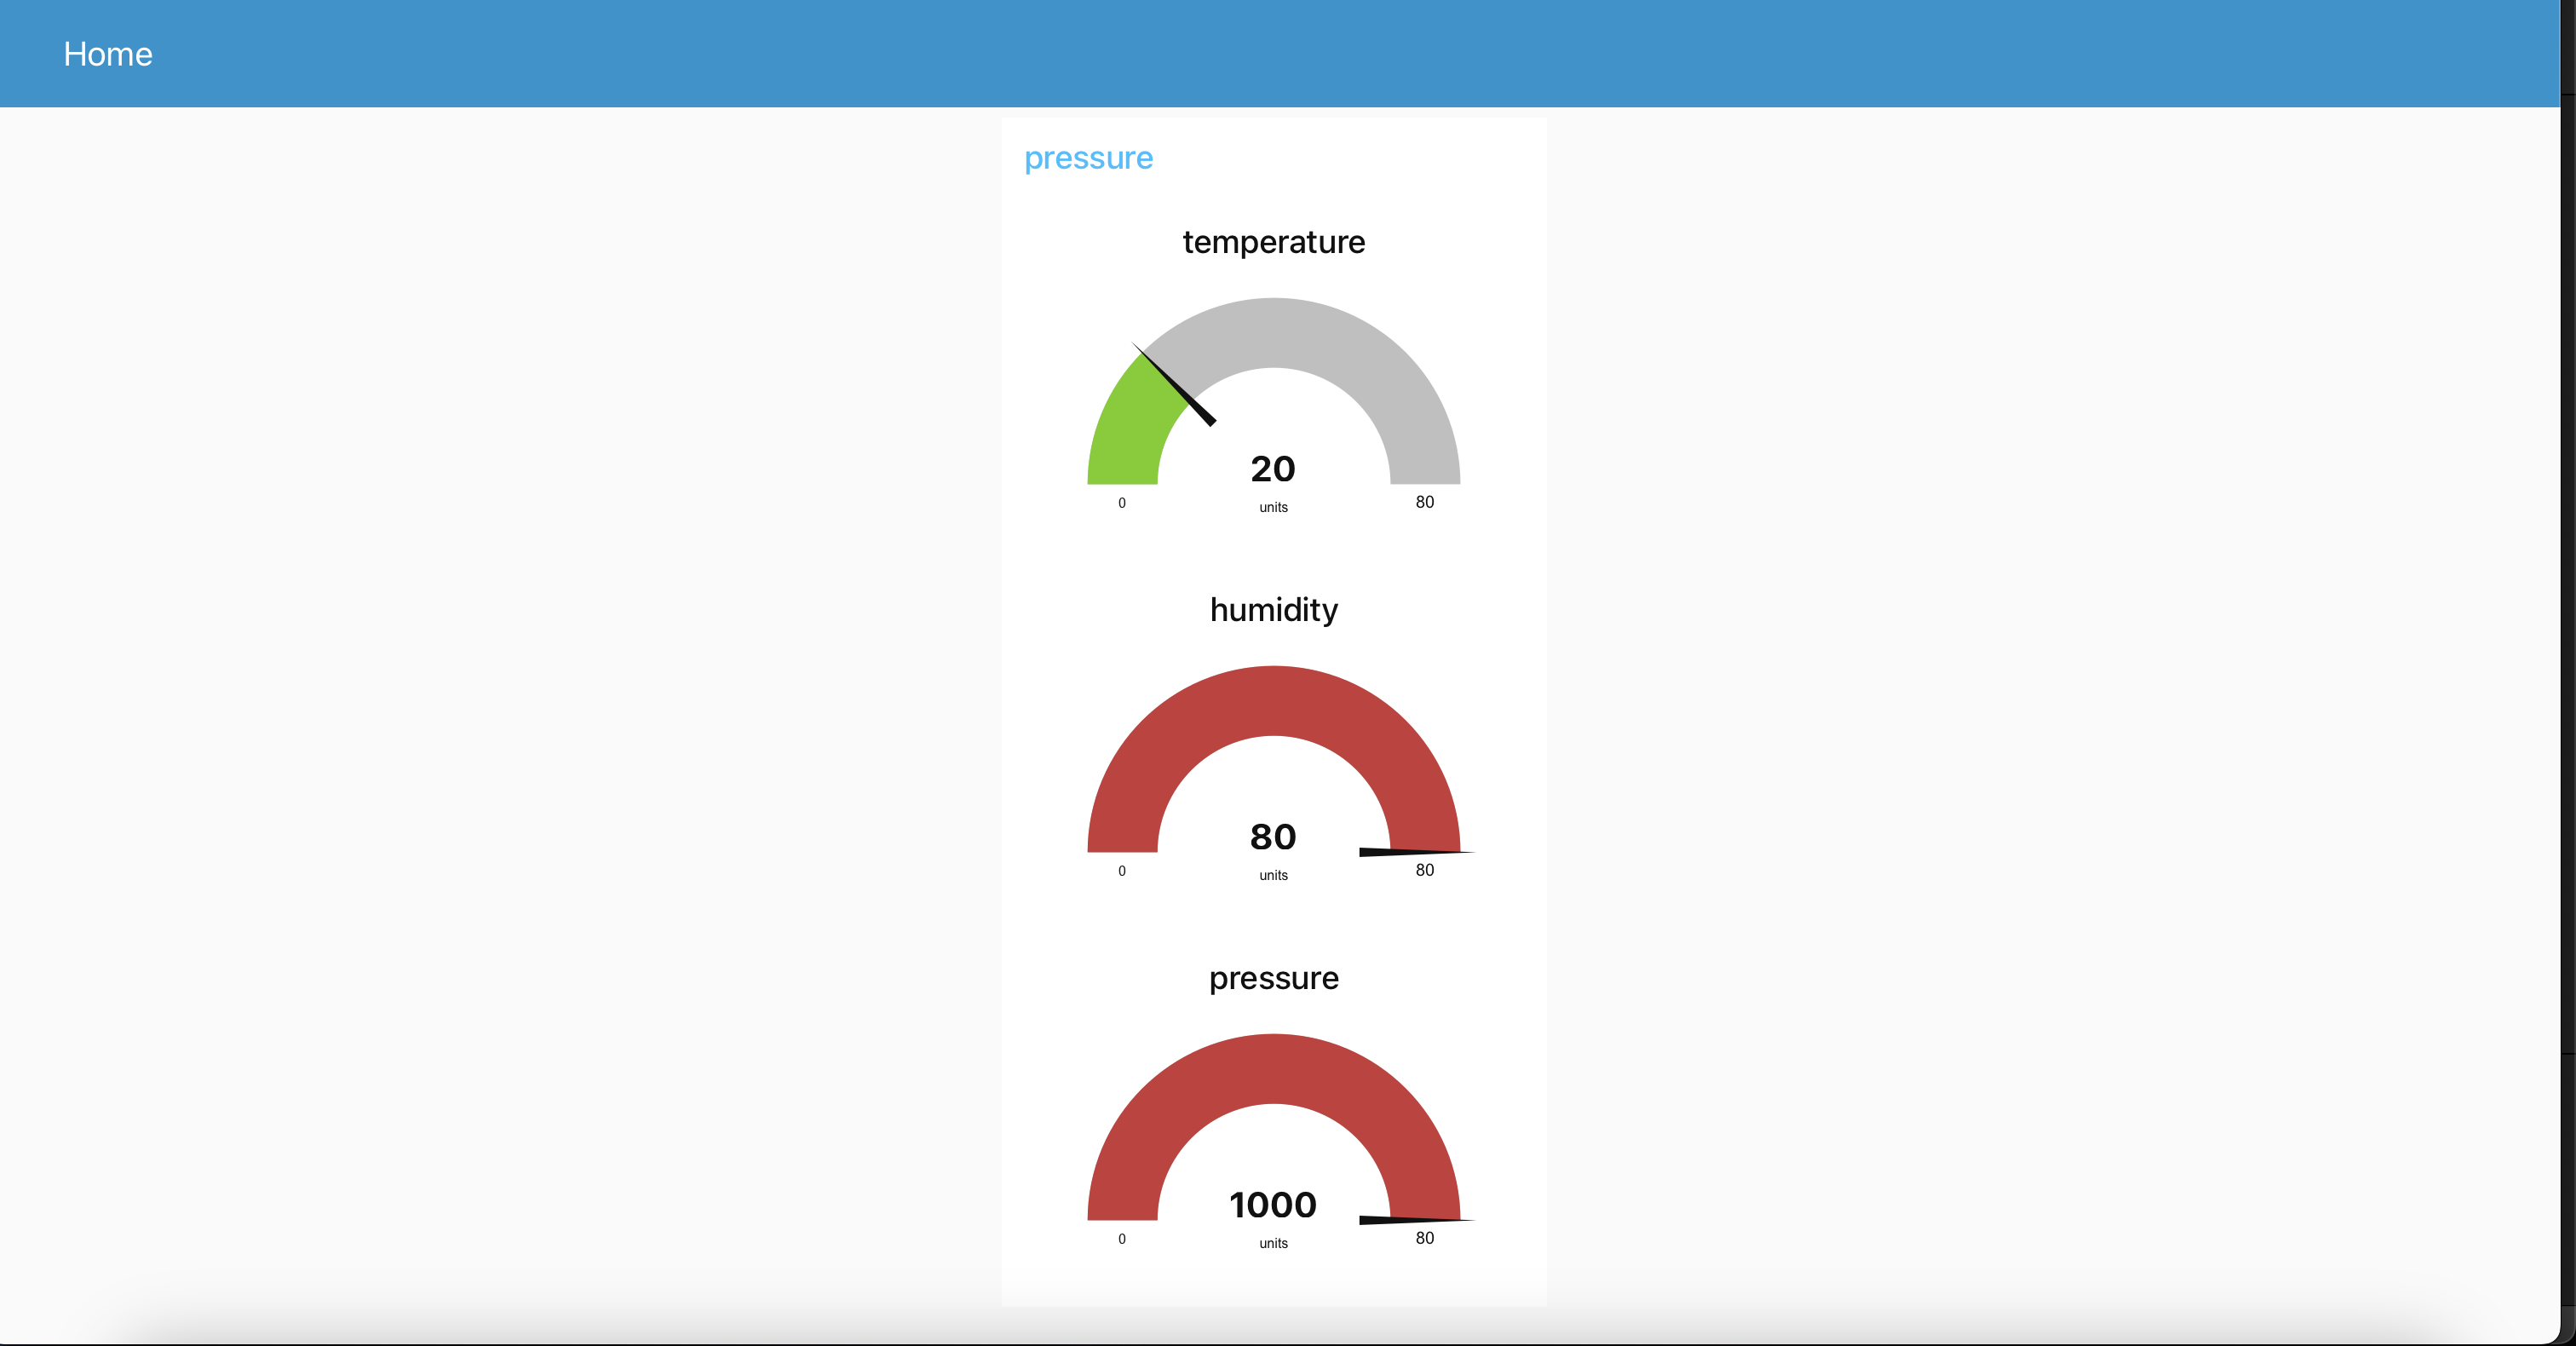 Home
pressure
temperature
20
0
units
80
humidity
80
0
units
80
pressure
1000
0
units
80